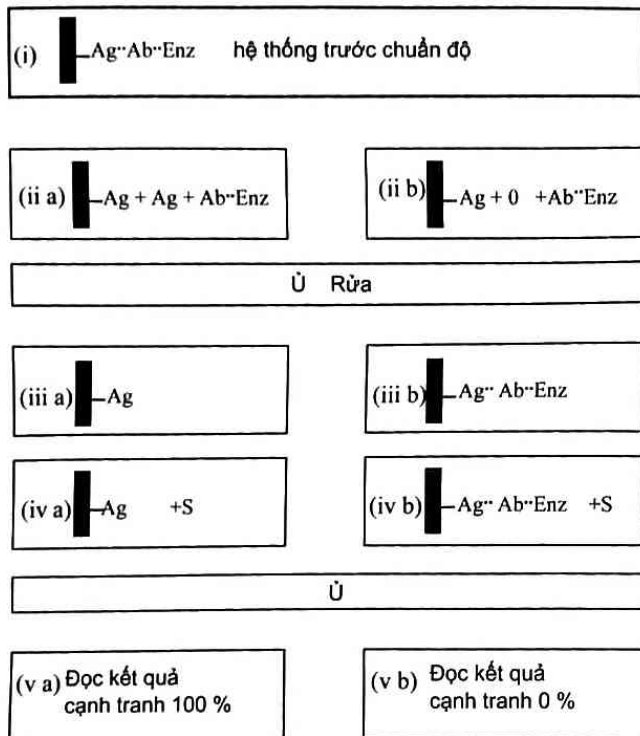 (i) Ag··Ab··Enz hệ thống trước chuẩn độ
(ii a) Ag + Ag + Ab··Enz
(ii b) Ag + 0 +Ab··Enz
Ủ Rửa
(iii a) Ag
(iii b) Ag·· Ab··Enz
(iv a) Ag +S
(iv b) Ag·· Ab··Enz +S
Ủ
(v a) Đọc kết quả
cạnh tranh 100 %
(v b) Đọc kết quả
cạnh tranh 0 %